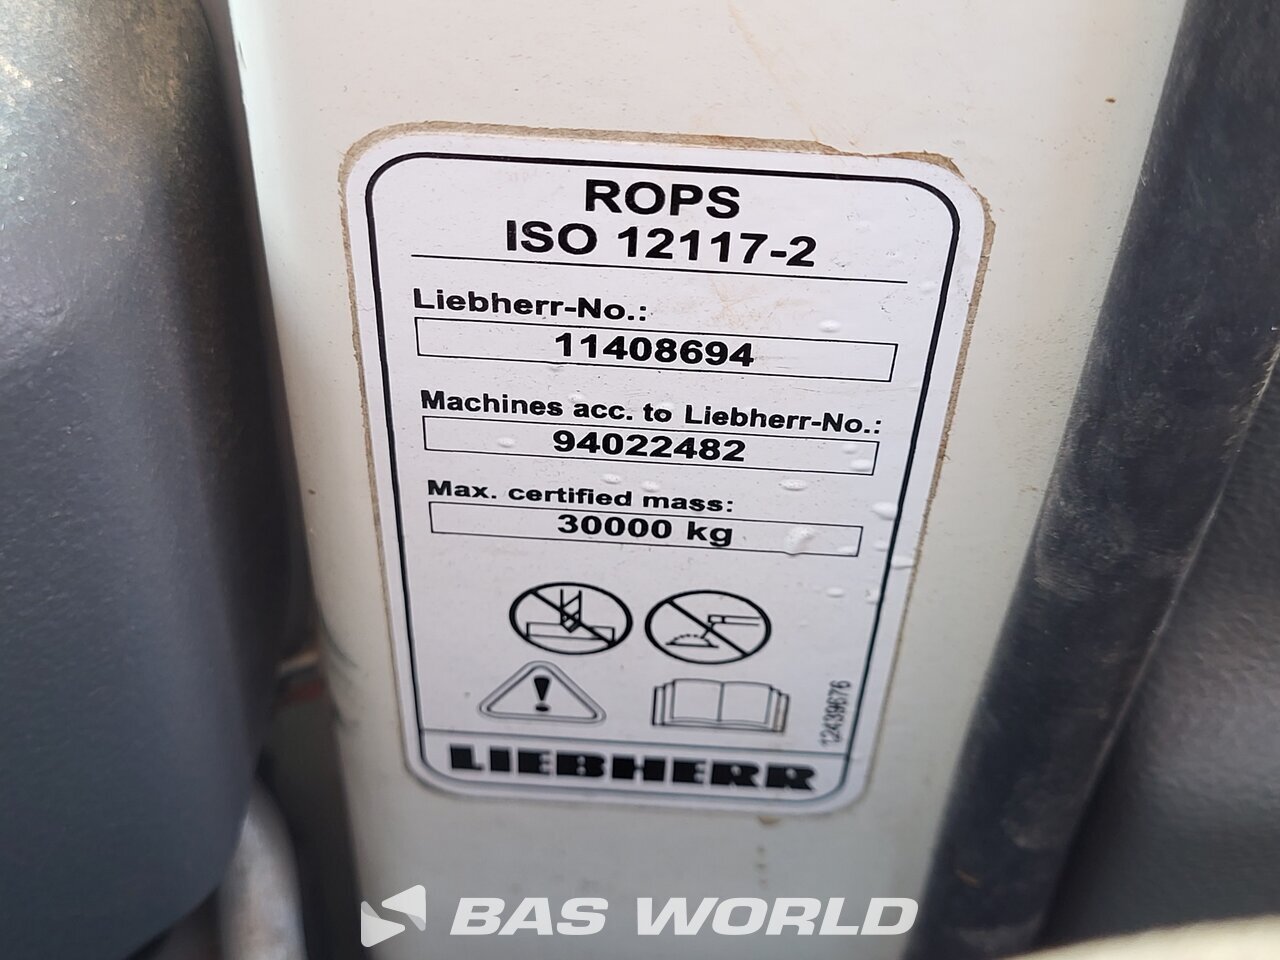 ROPS
ISO 12117-2
Liebherr-No.:
11408694
Machines acc. to Liebherr-No.:
94022482
Max. certified mass:
30000 kg
12439676
LIEBHERR
BAS WORLD